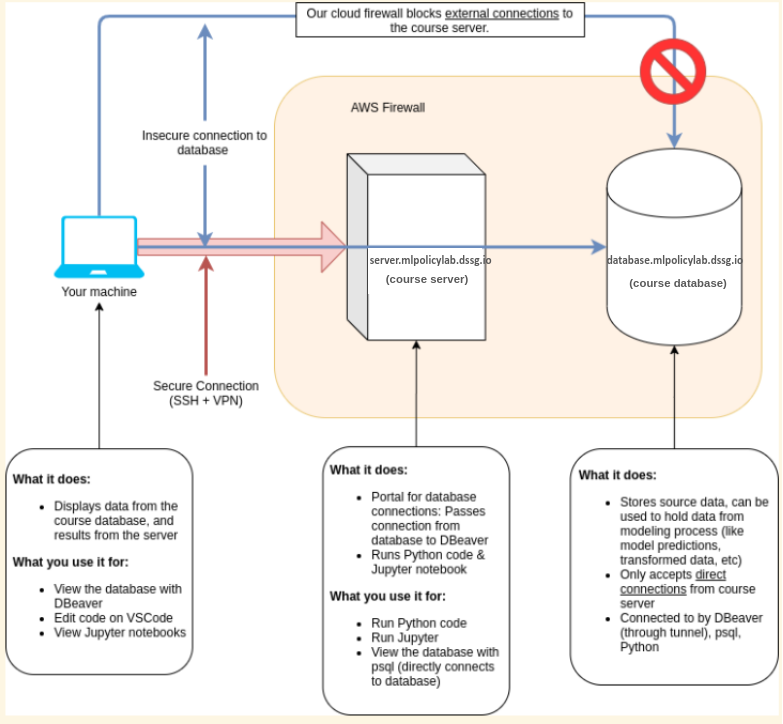 Our cloud firewall blocks external connections to
the course server.
AWS Firewall
Insecure connection to
database
server.mlpolicylab.dssg.io
(course server)
database.mlpolicylab.dssg.io
(course database)
Your machine
Secure Connection
(SSH + VPN)
What it does:
• Displays data from the
course database, and
results from the server
What you use it for:
• View the database with
DBeaver
• Edit code on VSCode
• View Jupyter notebooks
What it does:
• Portal for database
connections: Passes
connection from
database to DBeaver
• Runs Python code &
Jupyter notebook
What you use it for:
• Run Python code
• Run Jupyter
• View the database with
psql (directly connects
to database)
What it does:
• Stores source data, can be
used to hold data from
modeling process (like
model predictions,
transformed data, etc)
• Only accepts direct
connections from course
server
• Connected to by DBeaver
(through tunnel), psql,
Python